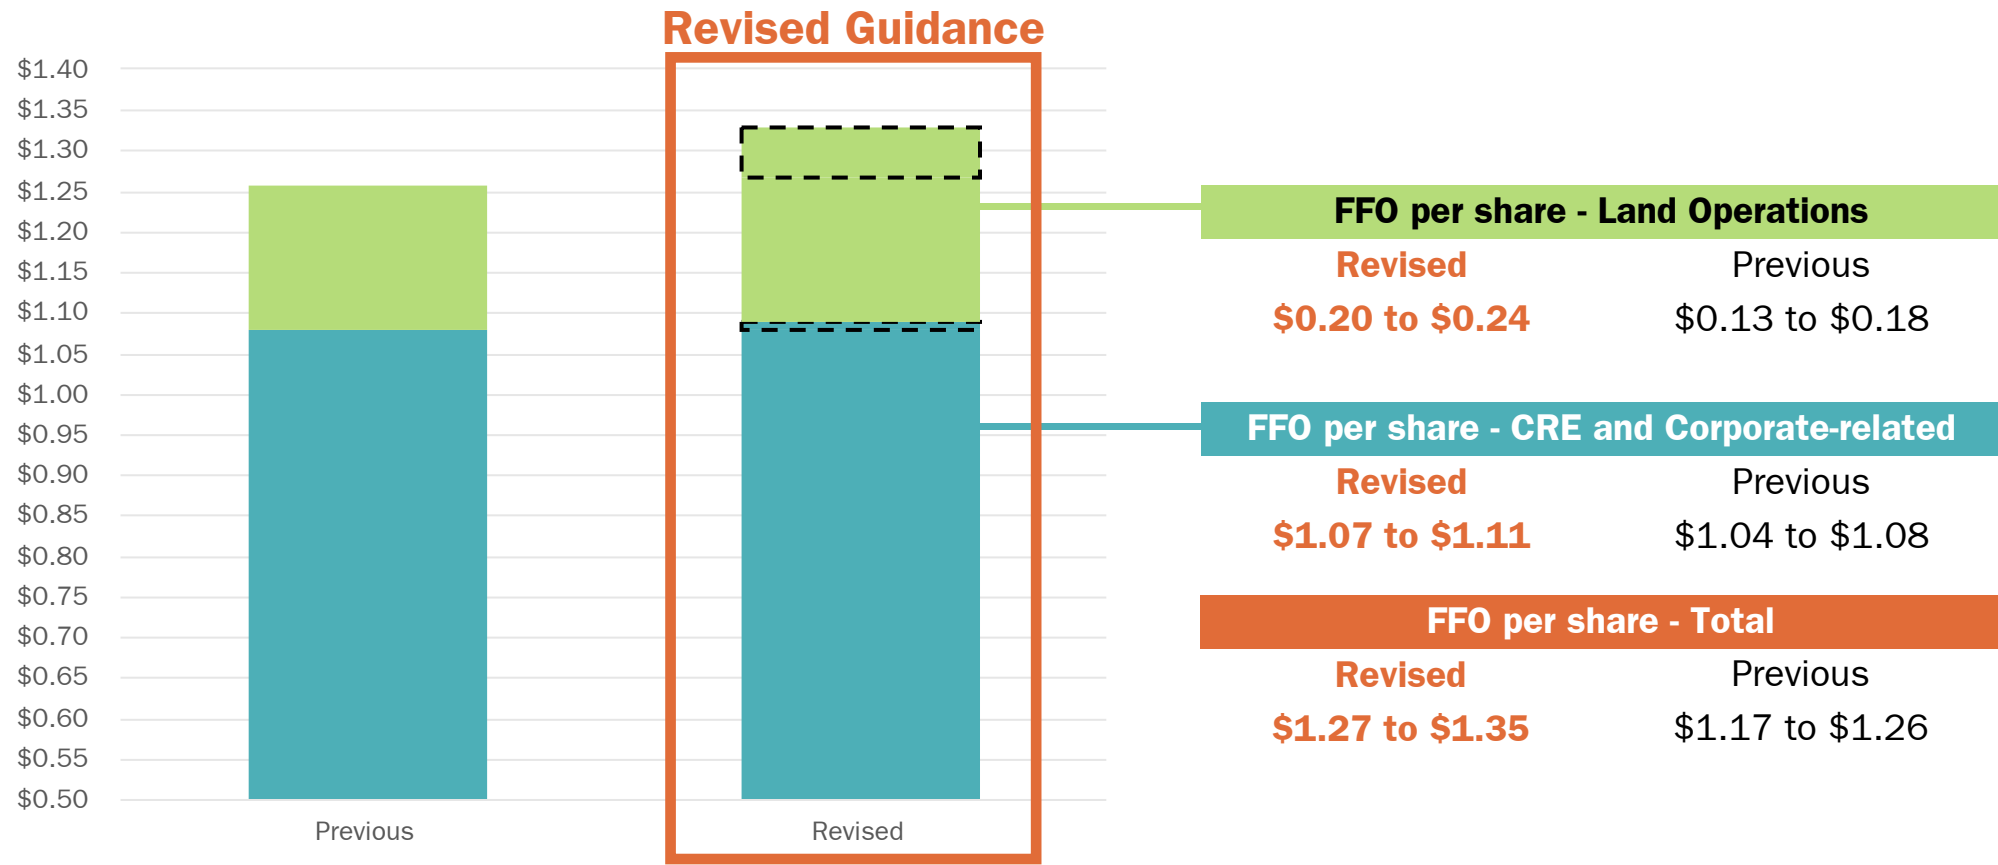 Revised Guidance
$1.40
$1.35
$1.30
$1.25
$1.20
$1.15
$1.10
$1.05
$1.00
$0.95
$0.90
$0.85
$0.80
$0.75
$0.70
$0.65
$0.60
$0.55
$0.50
Previous
Revised
FFO per share - Land Operations
Revised Previous
$0.20 to $0.24 $0.13 to $0.18
FFO per share - CRE and Corporate-related
Revised Previous
$1.07 to $1.11 $1.04 to $1.08
FFO per share - Total
Revised Previous
$1.27 to $1.35 $1.17 to $1.26